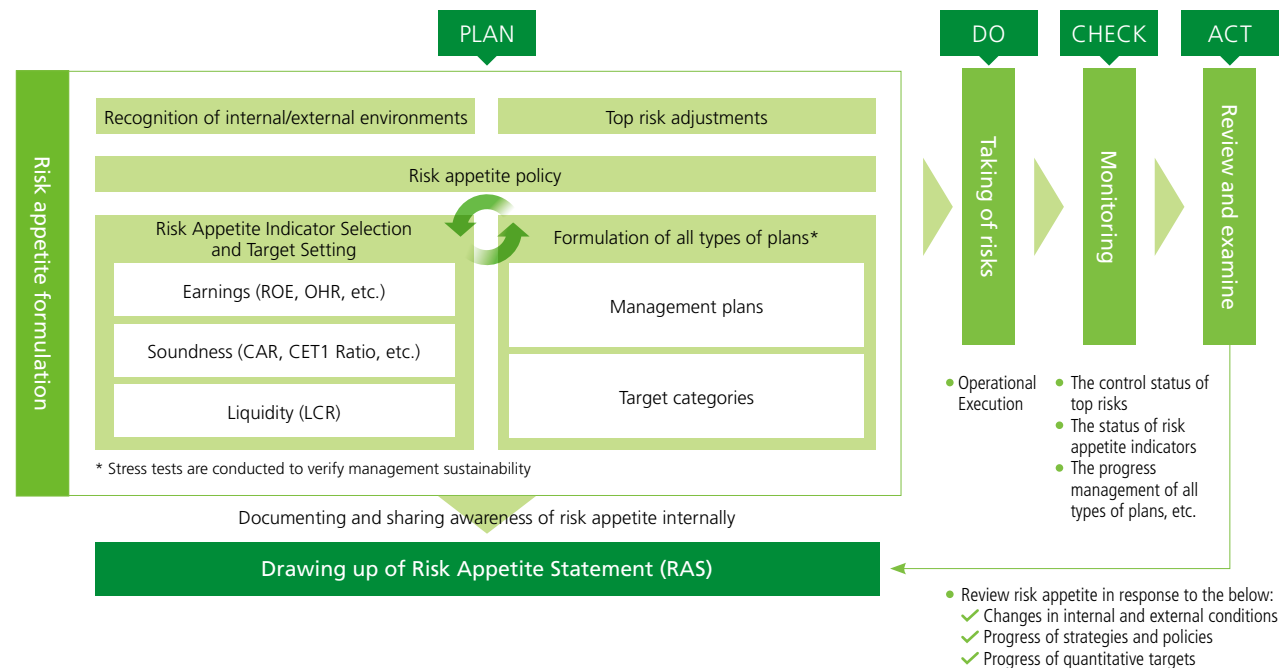 PLAN
DO
CHECK
ACT
Risk appetite formulation
Recognition of internal/external environments
Top risk adjustments
Risk appetite policy
Risk Appetite Indicator Selection
and Target Setting
Earnings (ROE, OHR, etc.)
Soundness (CAR, CET1 Ratio, etc.)
Liquidity (LCR)
Formulation of all types of plans*
Management plans
Target categories
* Stress tests are conducted to verify management sustainability
Taking of risks
Monitoring
Review and examine
• Operational
Execution
• The control status of
top risks
• The status of risk
appetite indicators
• The progress
management of all
types of plans, etc.
Documenting and sharing awareness of risk appetite internally
Drawing up of Risk Appetite Statement (RAS)
• Review risk appetite in response to the below:
✓ Changes in internal and external conditions
✓ Progress of strategies and policies
✓ Progress of quantitative targets